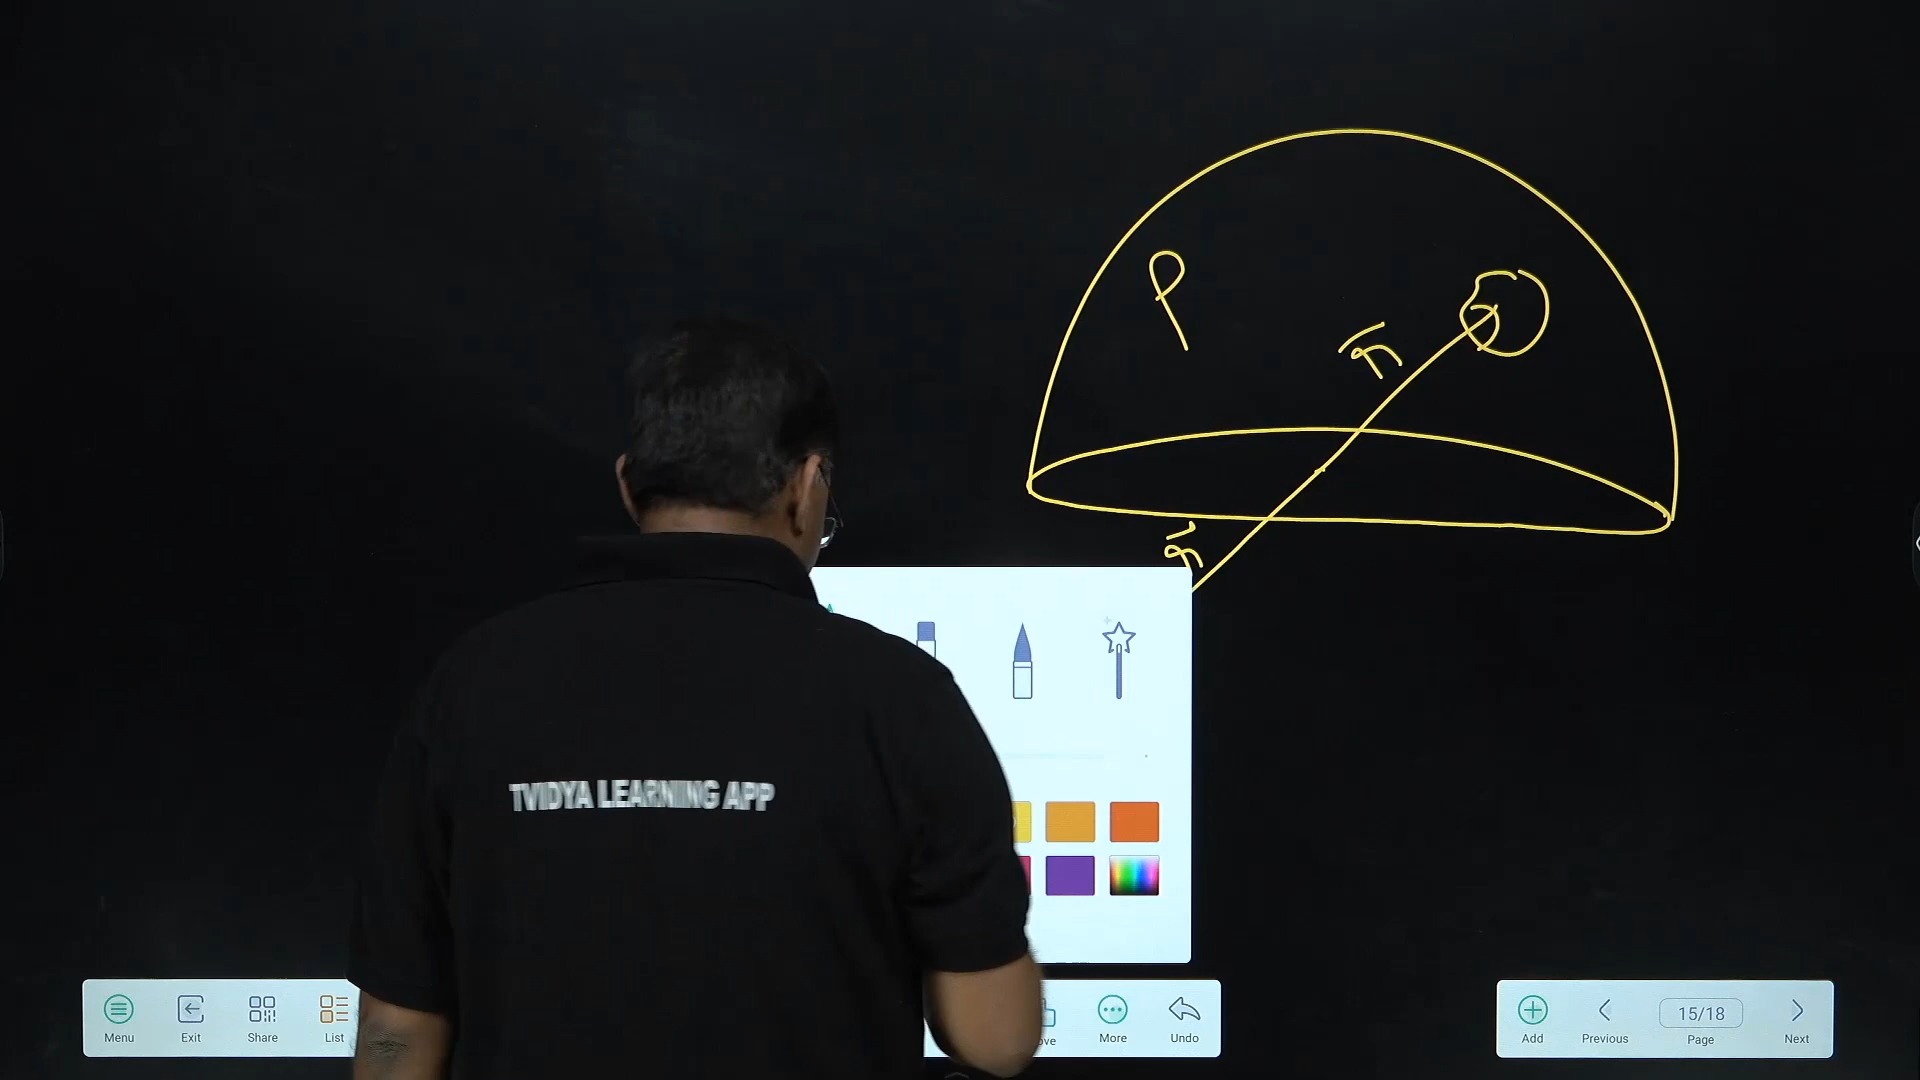 TVIDYA LEARNING APP
Menu
Exit
Share
List
More
Undo
Add
Previous
15/18
Page
Next